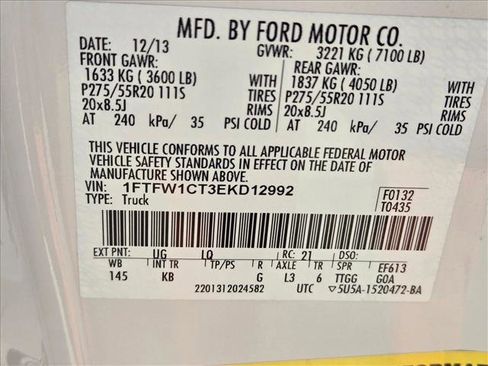 MFD. BY FORD MOTOR CO.
DATE: 12/13 GVWR: 3221 KG ( 7100 LB)
FRONT GAWR: REAR GAWR:
1633 KG ( 3600 LB) WITH 1837 KG ( 4050 LB) WITH
P275/55R20 111S TIRES P275/55R20 111S TIRES
20x8.5J RIMS 20x8.5J RIMS
AT 240 kPa/ 35 PSI COLD AT 240 kPa/ 35 PSI COLD
THIS VEHICLE CONFORMS TO ALL APPLICABLE FEDERAL MOTOR
VEHICLE SAFETY STANDARDS IN EFFECT ON THE DATE OF
MANUFACTURE SHOWN ABOVE.
VIN: 1FTFW1CT3EKD12992 F0132
TYPE: Truck T0435
EXT PNT: UG LQ RC: 21 DSO:
WB INT TR TP/PS R AXLE TR SPR EF613
145 KB G L3 6 TTGG GOA
2201312024582 UTC ▽5U5A-1520472-BA